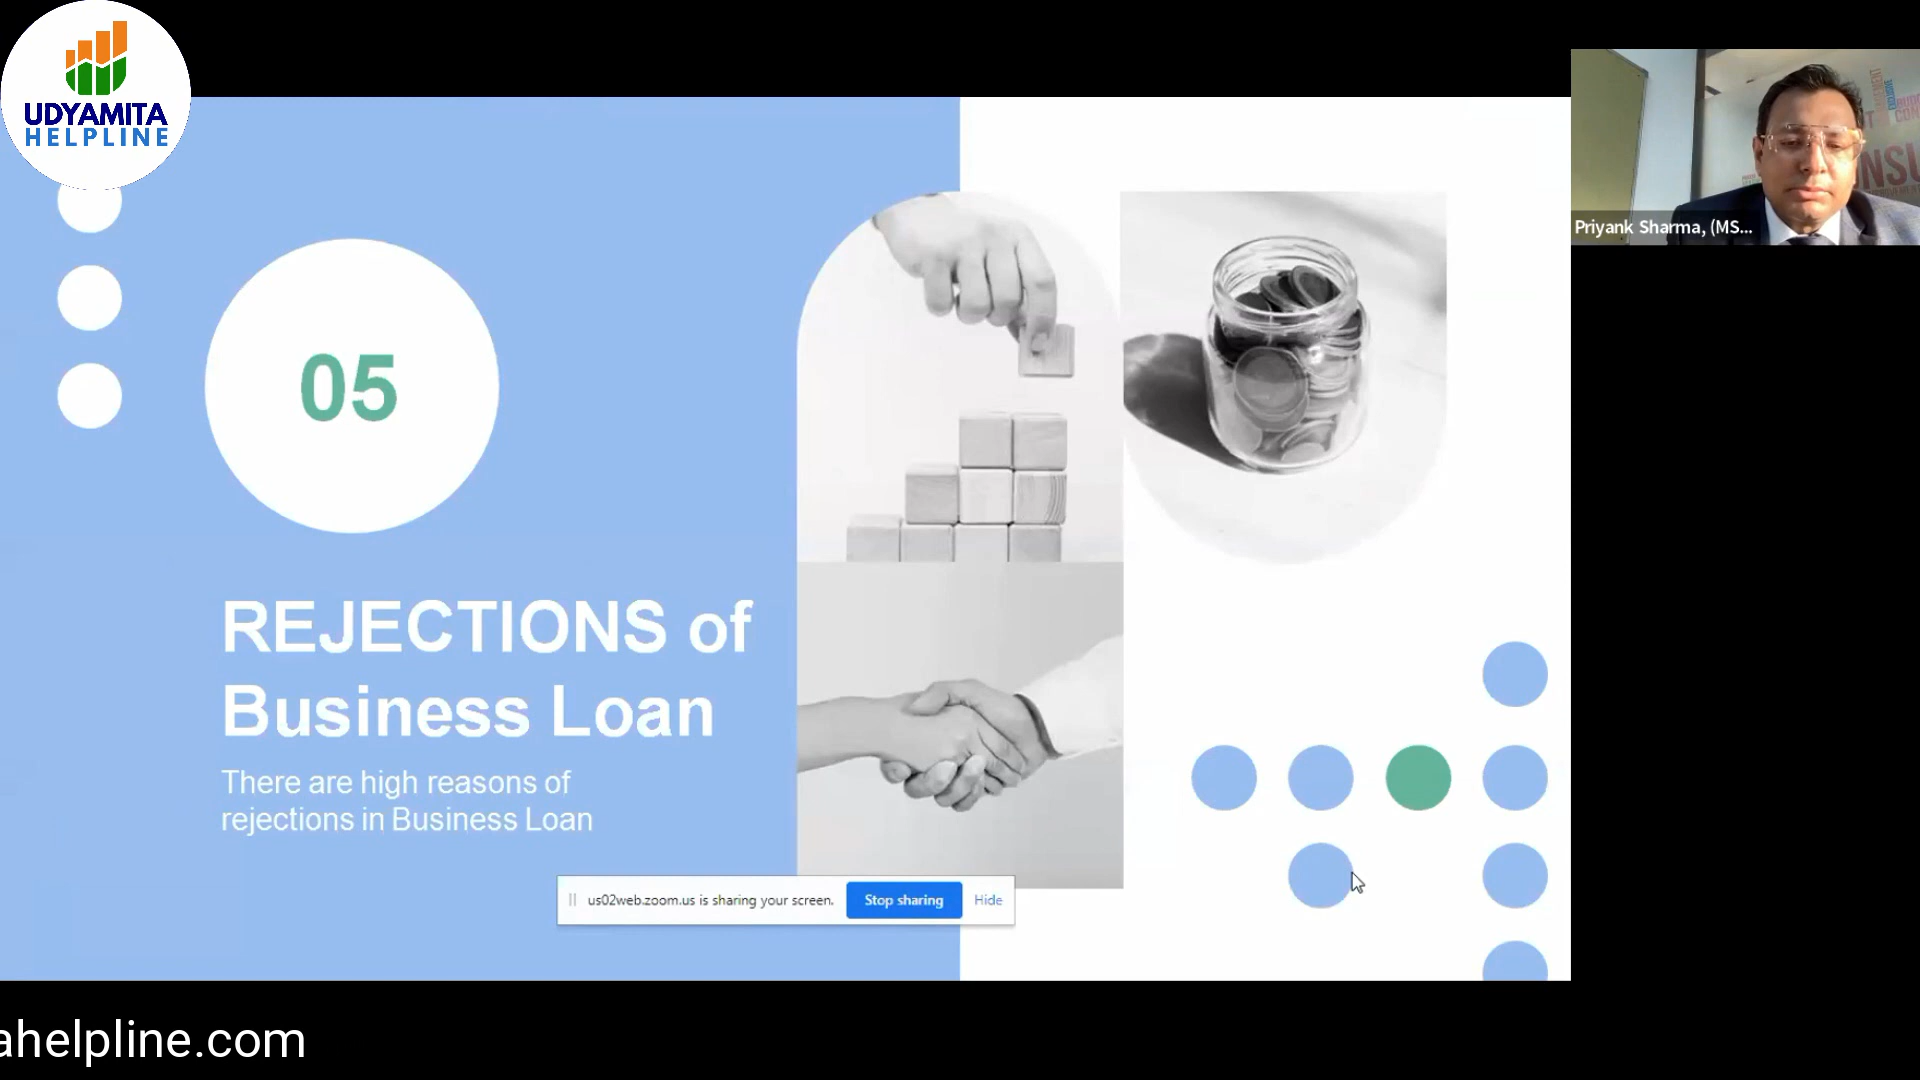 UDYAMITA
HELPLINE
Priyank Sharma, (MS...
05
REJECTIONS of
Business Loan
There are high reasons of
rejections in Business Loan
us02web.zoom.us is sharing your screen.
Stop sharing
Hide
ahelpline.com